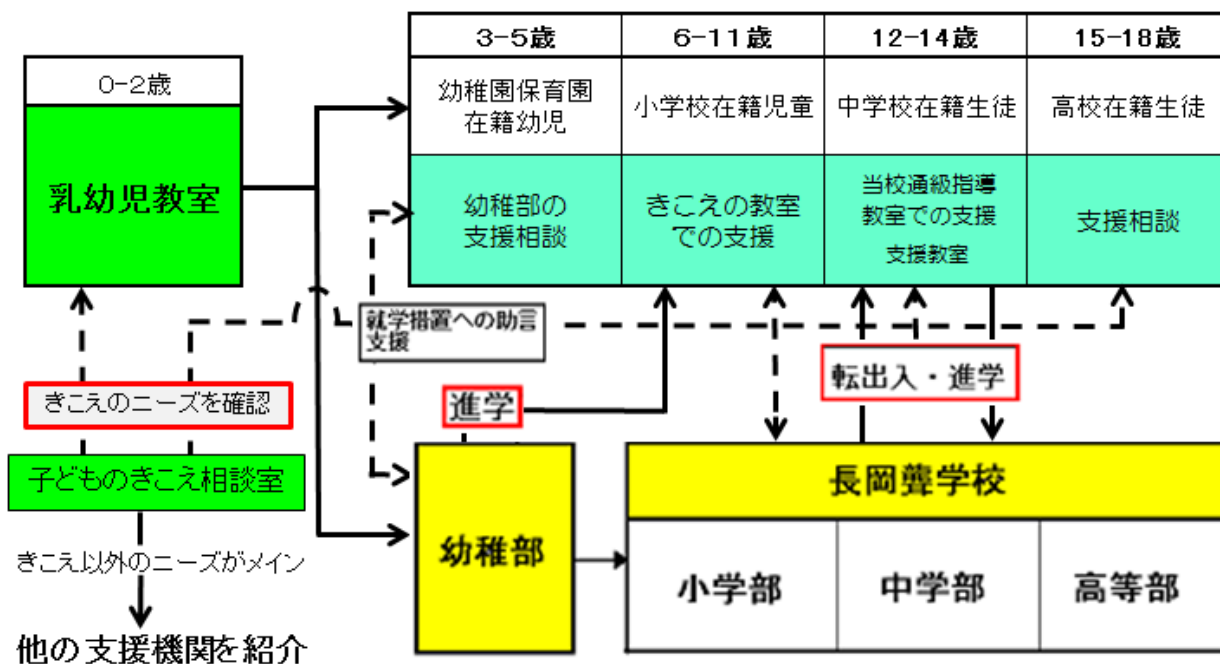 0-2歳
乳幼児教室
3-5歳
6-11歳
12-14歳
15-18歳
幼稚園保育園
在籍幼児
小学校在籍児童
中学校在籍生徒
高校在籍生徒
幼稚部の
支援相談
きこえの教室
での支援
当校通級指導
教室での支援
支援教室
支援相談
就学措置への助言
支援
きこえのニーズを確認
進学
転出入・進学
子どものきこえ相談室
きこえ以外のニーズがメイン
他の支援機関を紹介
幼稚部
長岡聾学校
小学部
中学部
高等部